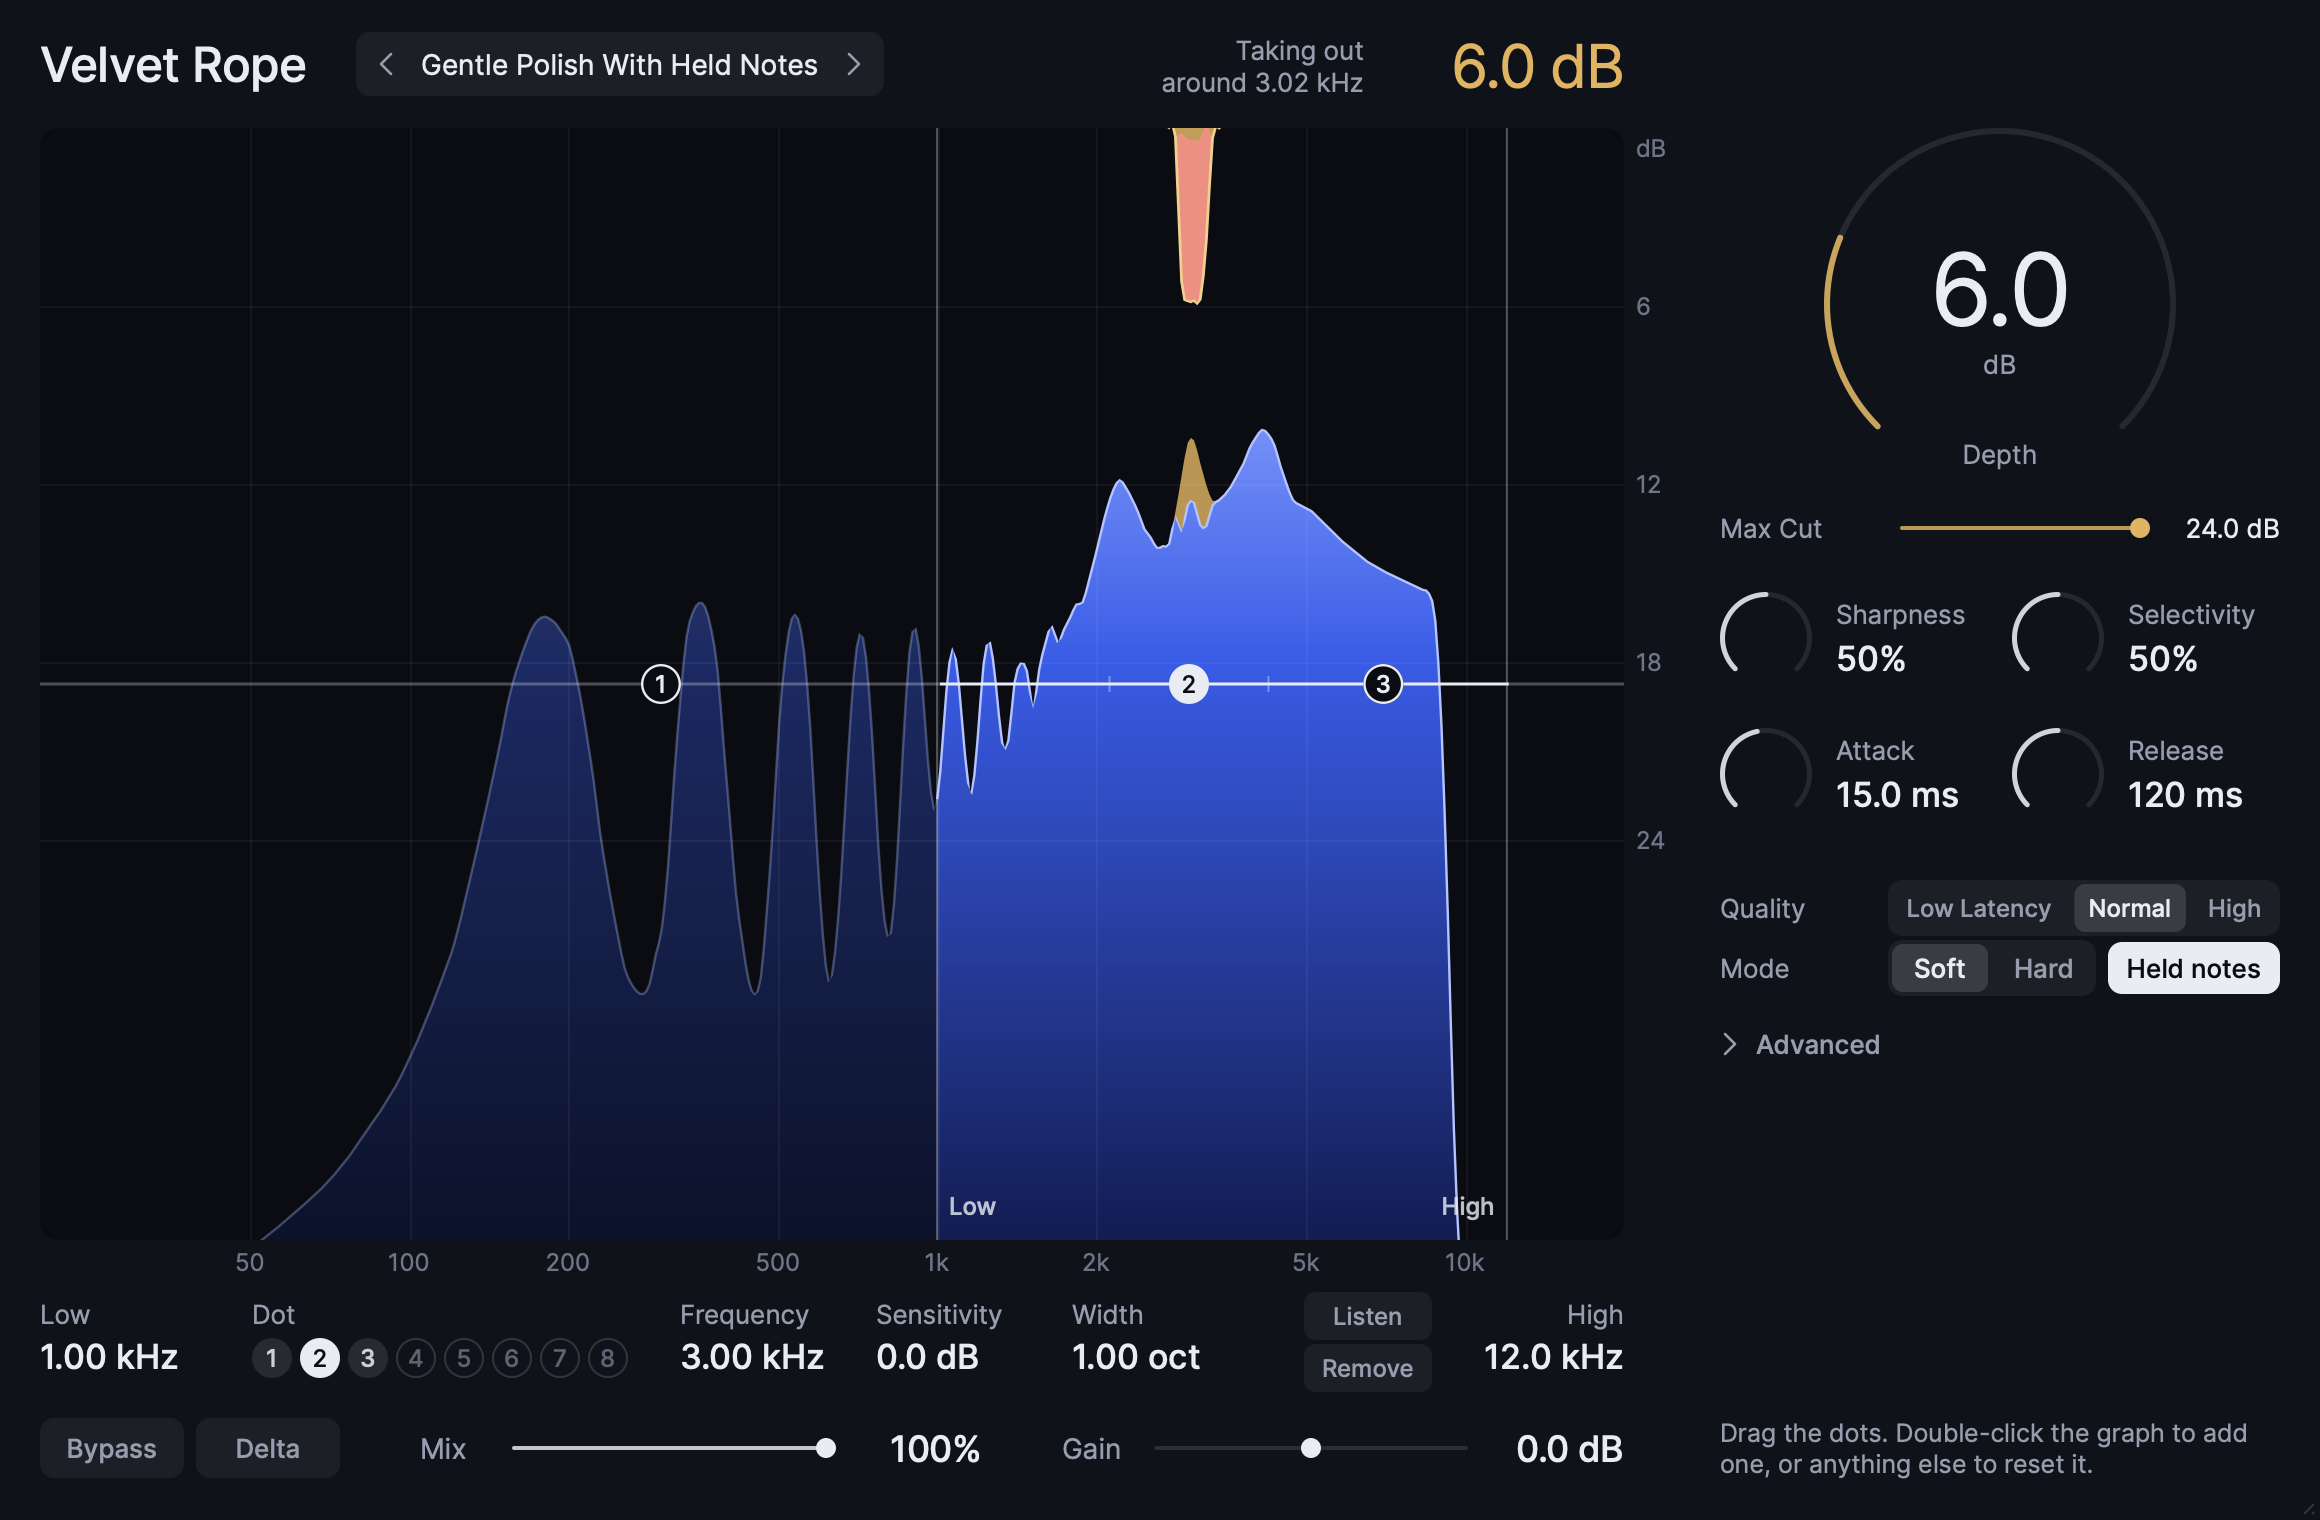 Velvet Rope
Gentle Polish With Held Notes
Taking out
around 3.02 kHz
6.0 dB
dB
6
12
18
24
1
2
3
Low
High
50
100
200
500
1k
2k
5k
10k
6.0
dB
Depth
Max Cut
24.0 dB
Sharpness
50%
Selectivity
50%
Attack
15.0 ms
Release
120 ms
Quality
Low Latency
Normal
High
Mode
Soft
Hard
Held notes
Advanced
Low
1.00 kHz
Dot
1 2 3 4 5 6 7 8
Frequency
3.00 kHz
Sensitivity
0.0 dB
Width
1.00 oct
Listen
Remove
High
12.0 kHz
Bypass
Delta
Mix
100%
Gain
0.0 dB
Drag the dots. Double-click the graph to add
one, or anything else to reset it.